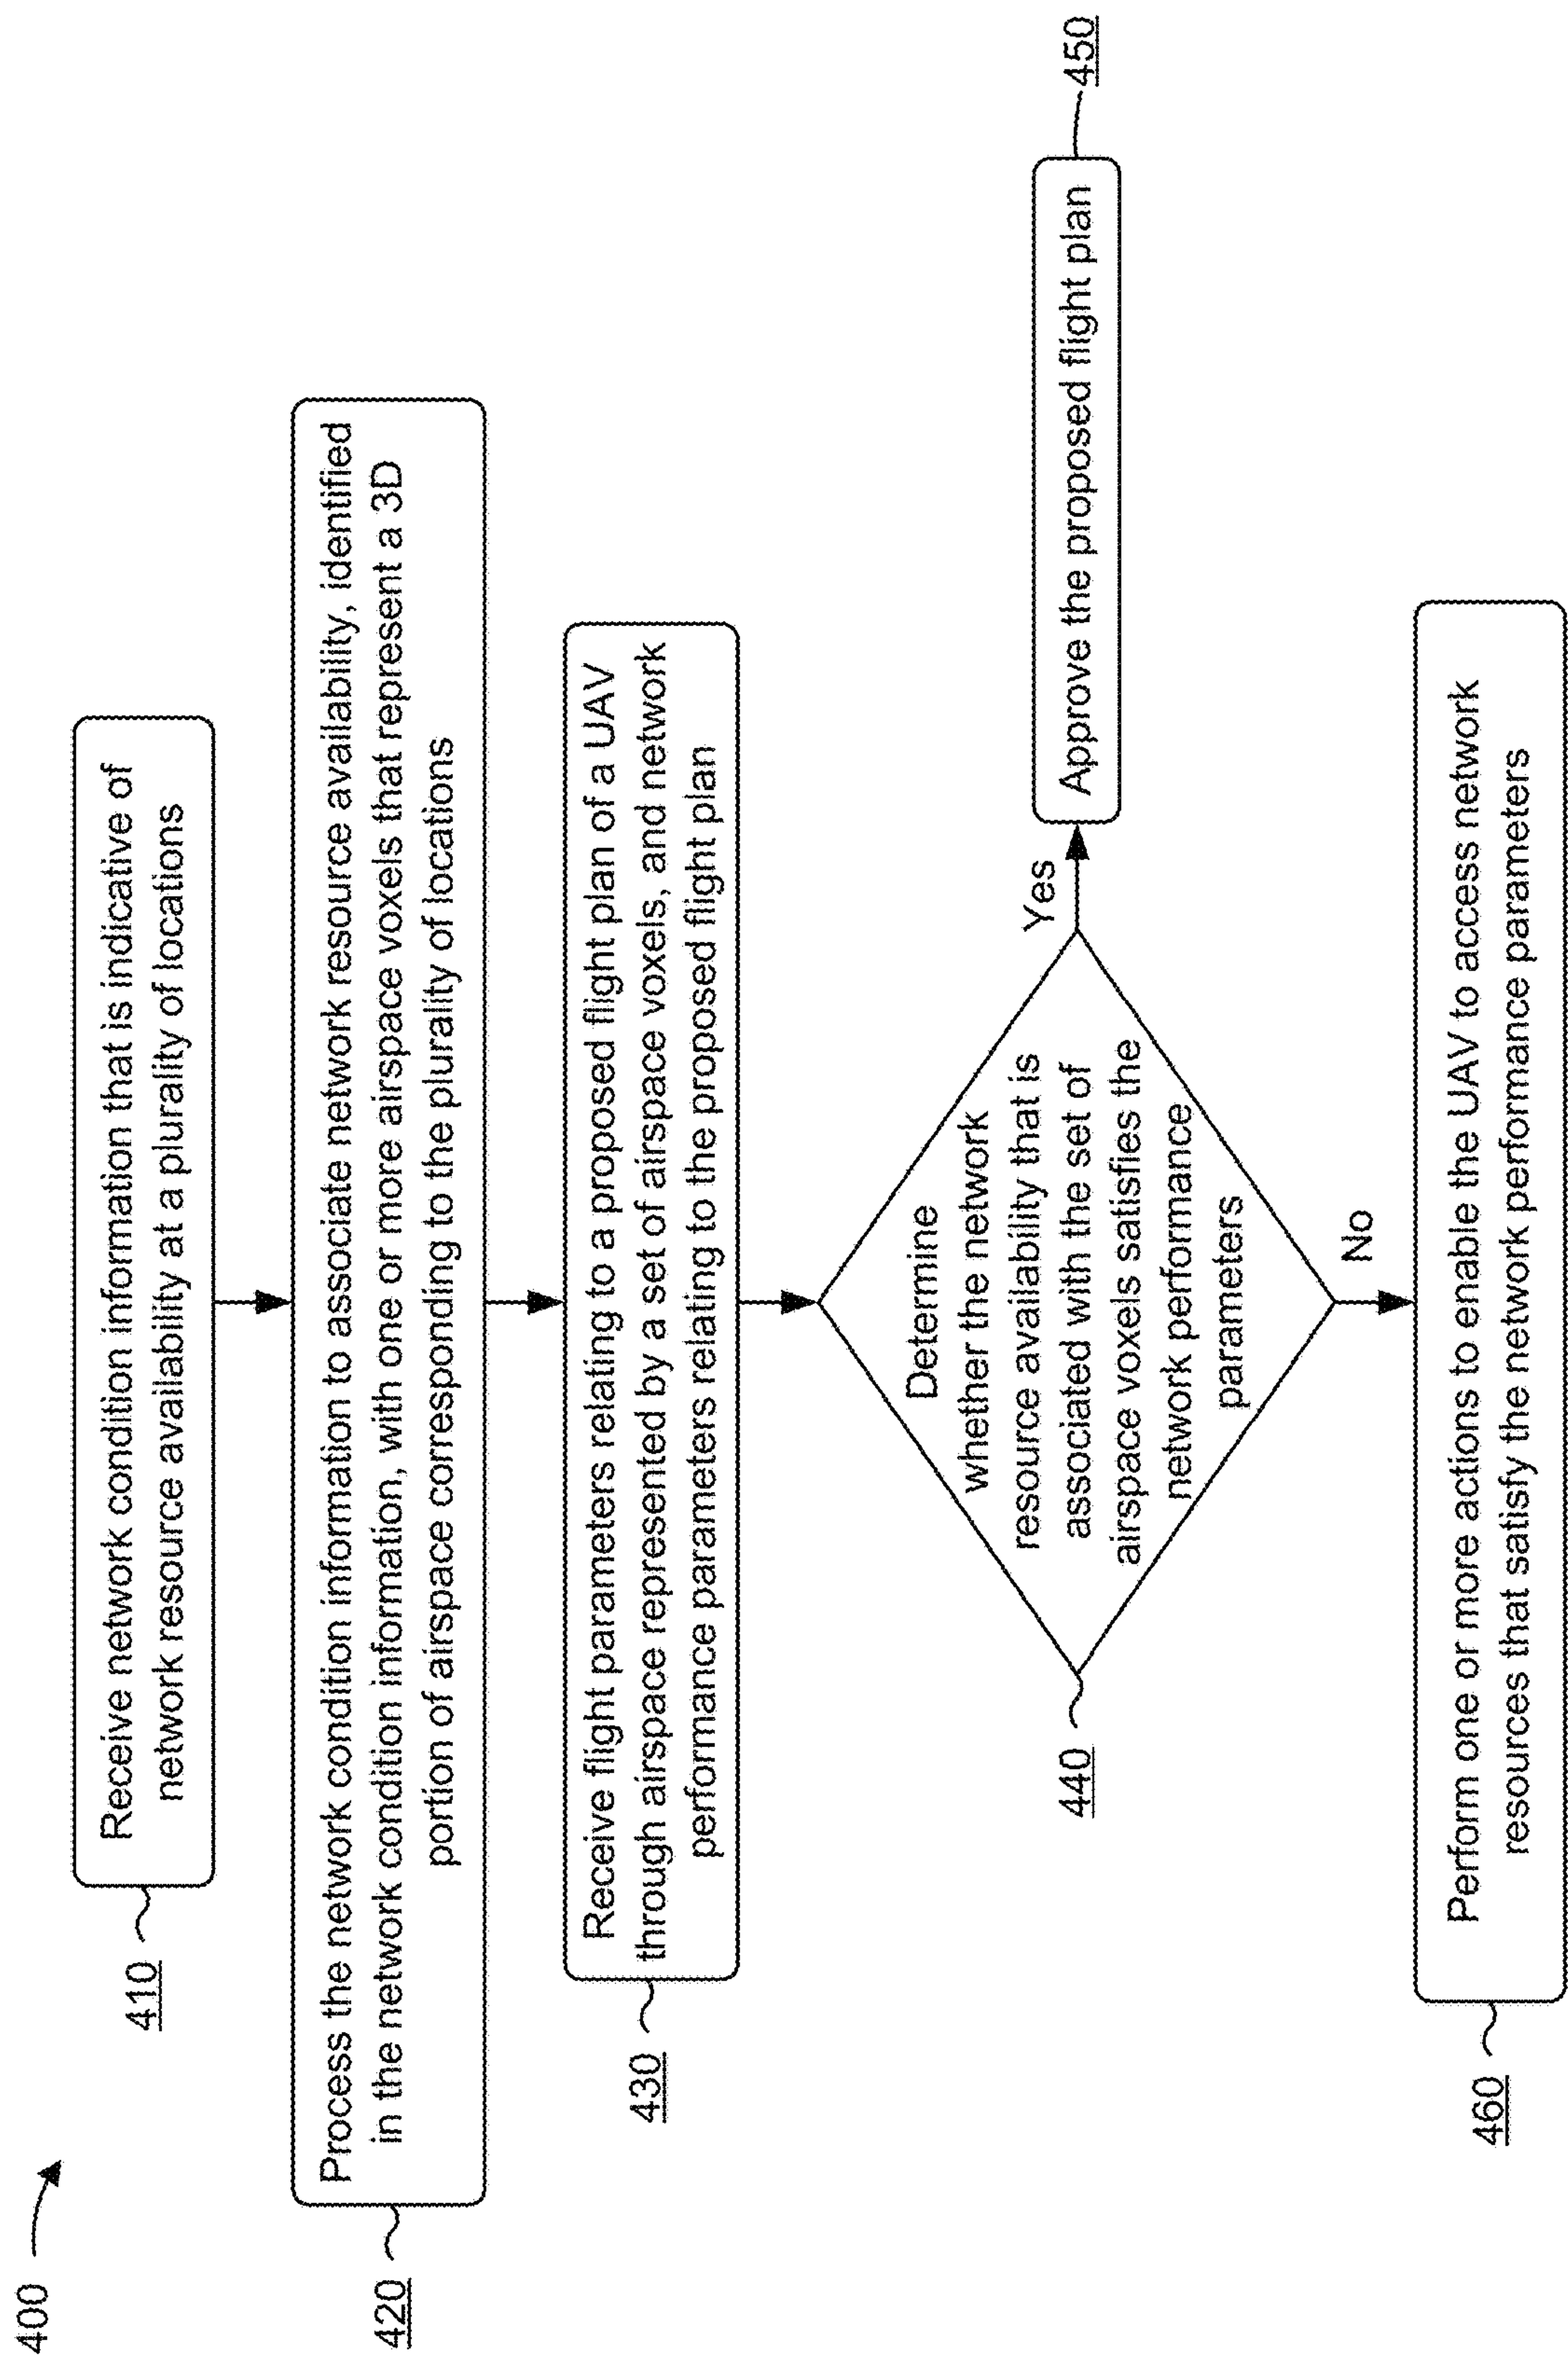 400
410
Receive network condition information that is indicative of
network resource availability at a plurality of locations
420
Process the network condition information to associate network resource availability, identified
in the network condition information, with one or more airspace voxels that represent a 3D
portion of airspace corresponding to the plurality of locations
430
Receive flight parameters relating to a proposed flight plan of a UAV
through airspace represented by a set of airspace voxels, and network
performance parameters relating to the proposed flight plan
440
Determine
whether the network
resource availability that is
associated with the set of
airspace voxels satisfies the
network performance
parameters
Yes
Approve the proposed flight plan
450
No
460
Perform one or more actions to enable the UAV to access network
resources that satisfy the network performance parameters